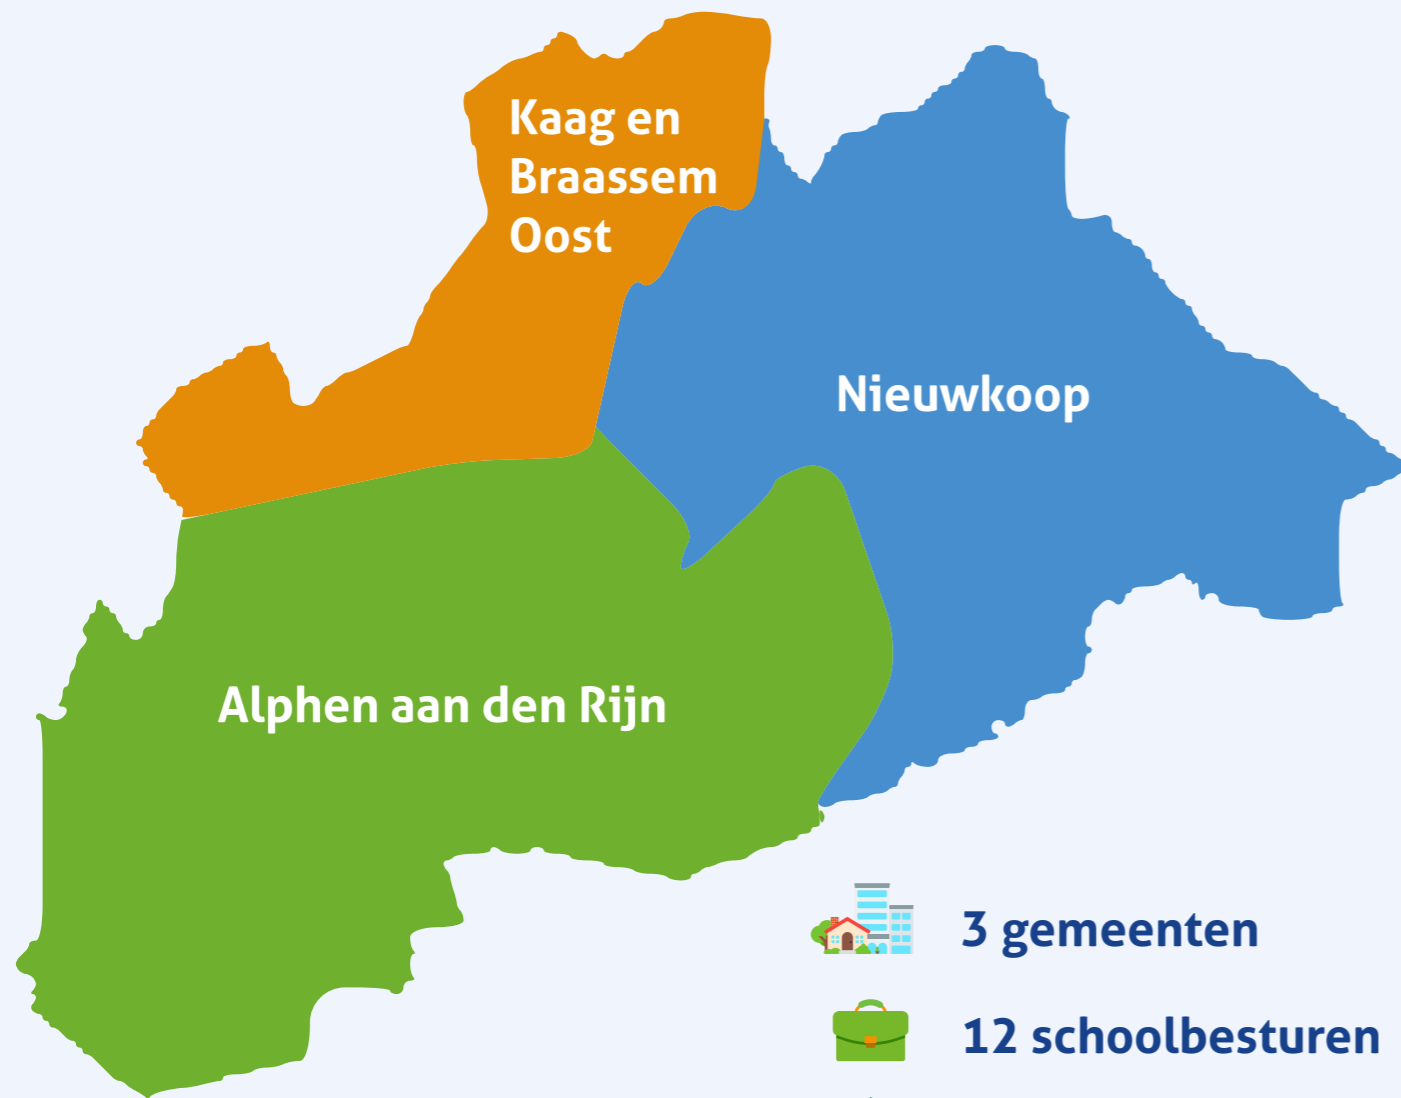 Kaag en
Braassem
Oost
Nieuwkoop
Alphen aan den Rijn
3 gemeenten
12 schoolbesturen